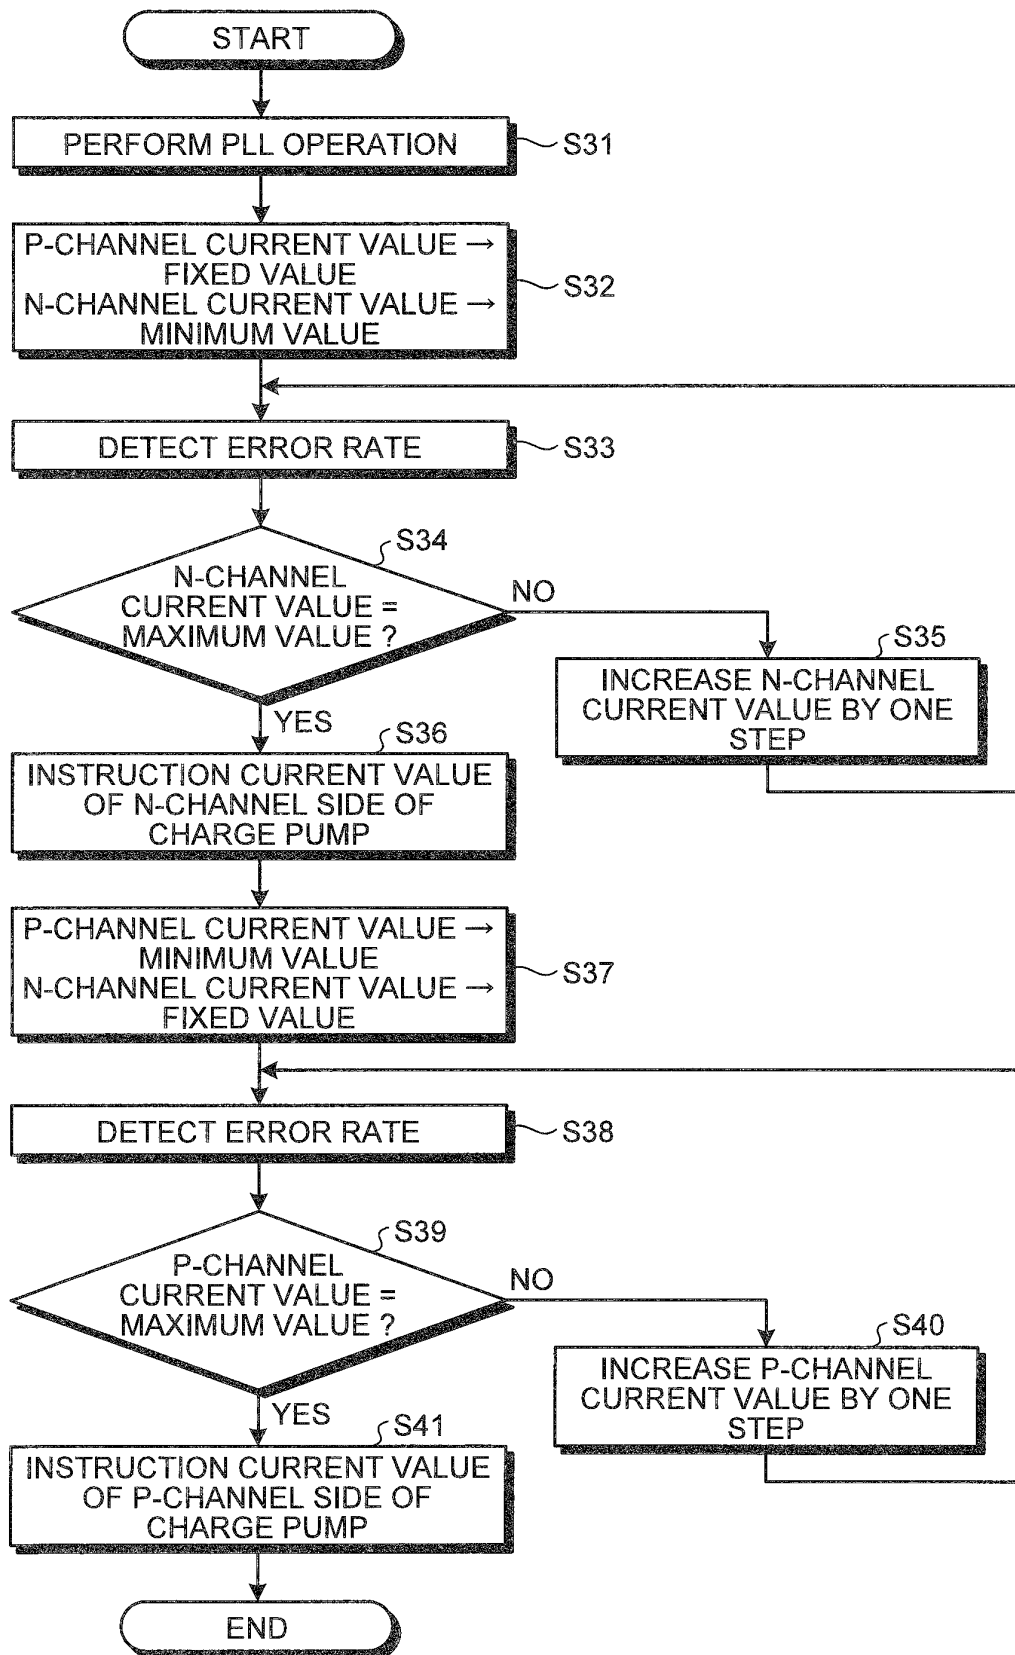 START
PERFORM PLL OPERATION
S31
P-CHANNEL CURRENT VALUE →
FIXED VALUE
N-CHANNEL CURRENT VALUE →
MINIMUM VALUE
S32
DETECT ERROR RATE
S33
S34
N-CHANNEL
CURRENT VALUE =
MAXIMUM VALUE ?
NO
S35
INCREASE N-CHANNEL
CURRENT VALUE BY ONE
STEP
YES
S36
INSTRUCTION CURRENT VALUE
OF N-CHANNEL SIDE OF
CHARGE PUMP
P-CHANNEL CURRENT VALUE →
MINIMUM VALUE
N-CHANNEL CURRENT VALUE →
FIXED VALUE
S37
DETECT ERROR RATE
S38
S39
P-CHANNEL
CURRENT VALUE =
MAXIMUM VALUE ?
NO
S40
INCREASE P-CHANNEL
CURRENT VALUE BY ONE
STEP
YES
S41
INSTRUCTION CURRENT VALUE
OF P-CHANNEL SIDE OF
CHARGE PUMP
END